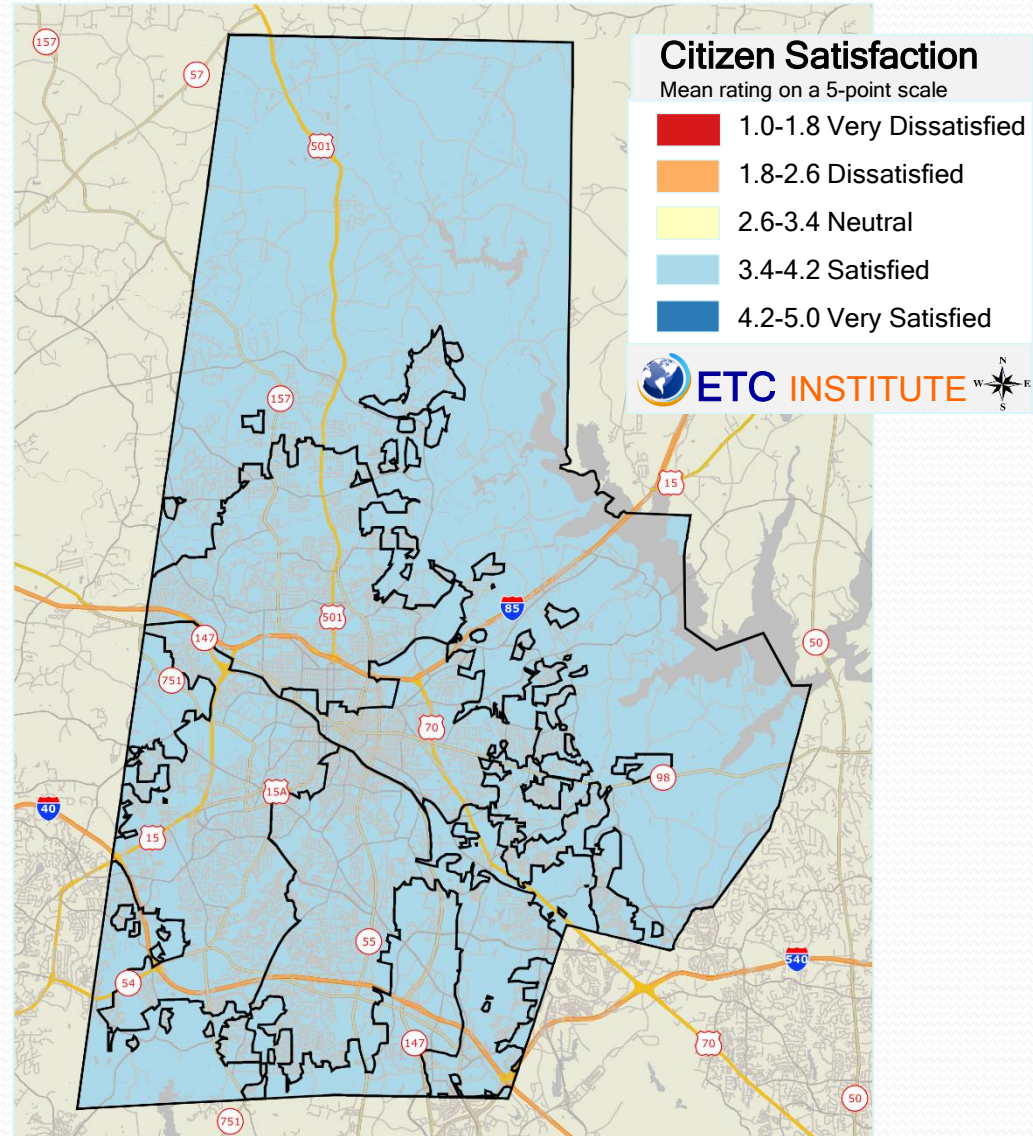 Citizen Satisfaction
Mean rating on a 5-point scale
1.0-1.8 Very Dissatisfied
1.8-2.6 Dissatisfied
2.6-3.4 Neutral
3.4-4.2 Satisfied
4.2-5.0 Very Satisfied
ETC INSTITUTE
N
W E
S
157
57
501
157
15
501
85
147
50
751
70
98
15A
40
15
55
540
54
147
70
50
751